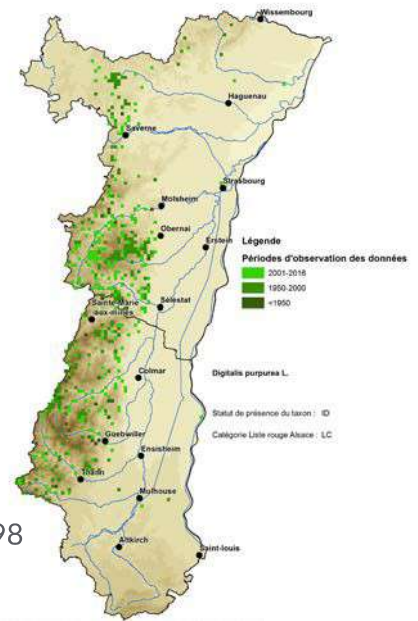 Wissembourg
Haguenau
Saverne
Strasbourg
Molsheim
Obernai
Erstein
Légende
Périodes d'observation des données
2001-2016
1950-2000
<1950
Sainte-Marie
aux-mines
Sélestat
Colmar
Digitalis purpurea L.
Statut de présence du taxon : ID
Catégorie Liste rouge Alsace : LC
Guebwiller
Ensisheim
Thann
Mulhouse
98
Altkirch
Saint-louis